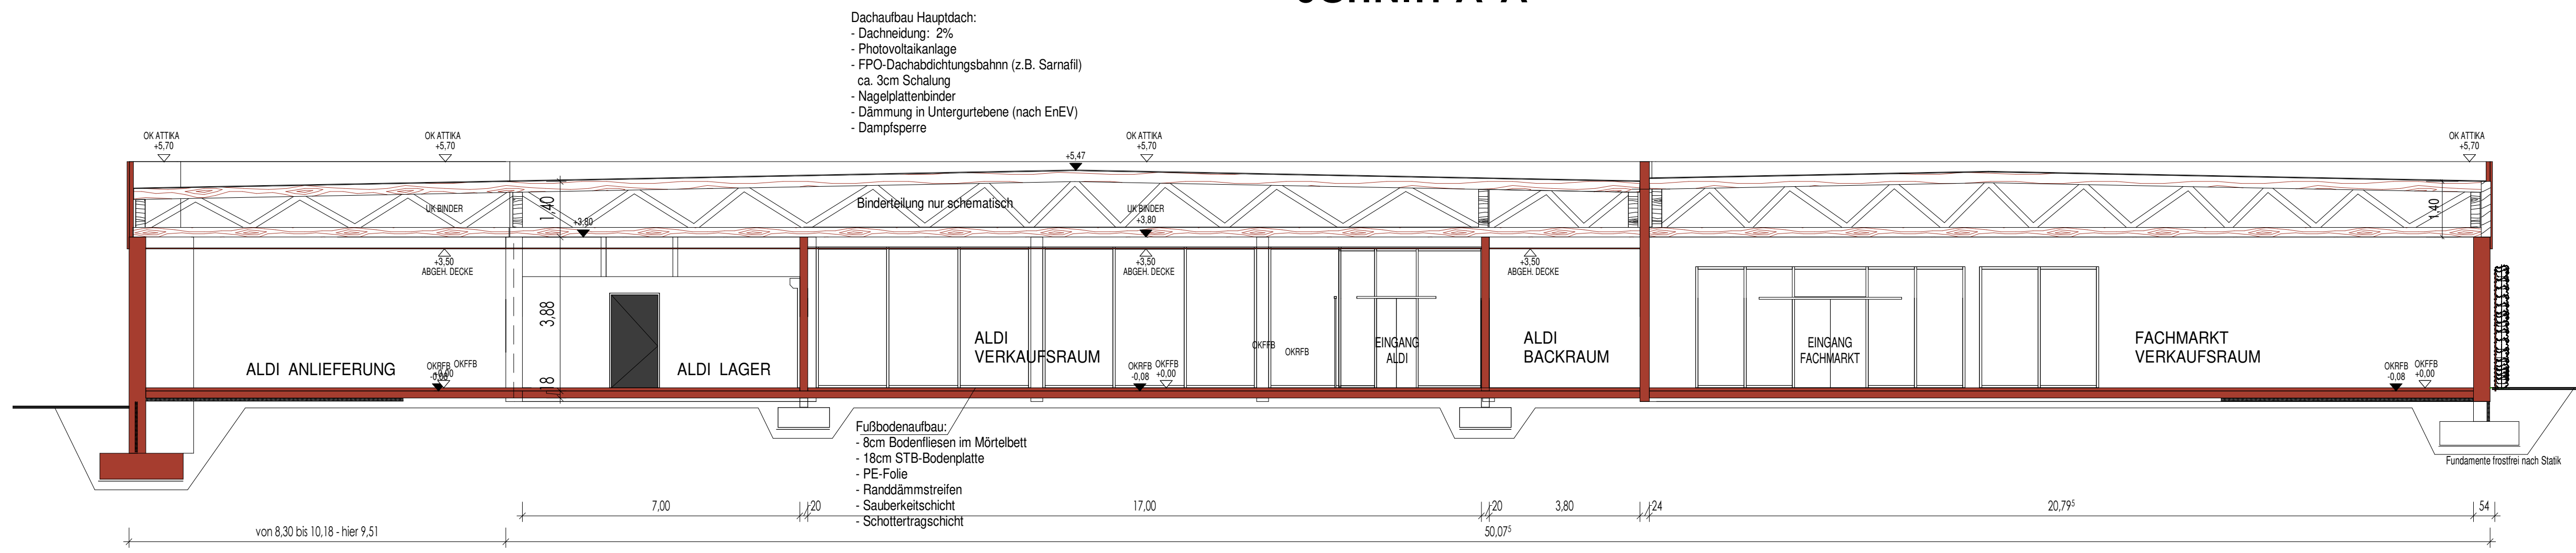 Dachaufbau Hauptdach:
- Dachneidung: 2%
- Photovoltaikanlage
- FPO-Dachabdichtungsbahnn (z.B. Sarnafil)
ca. 3cm Schalung
- Nagelplattenbinder
- Dämmung in Untergurtebene (nach EnEV)
- Dampfsperre
OK ATTIKA
+5,70
OK ATTIKA
+5,70
+5,47
OK ATTIKA
+5,70
OK ATTIKA
+5,70
UK BINDER
1,40
+3,80
Binderteilung nur schematisch
UK BINDER
+3,80
1,40
+3,50
ABGEH. DECKE
+3,50
ABGEH. DECKE
+3,50
ABGEH. DECKE
3,88
18
ALDI ANLIEFERUNG
OKRFB
-0,08
OKFFB
+0,00
ALDI LAGER
ALDI
VERKAUFSRAUM
OKRFB
-0,08
OKFFB
+0,00
OKFFB
OKRFB
EINGANG
ALDI
ALDI
BACKRAUM
EINGANG
FACHMARKT
FACHMARKT
VERKAUFSRAUM
OKRFB
-0,08
OKFFB
+0,00
Fußbodenaufbau:
- 8cm Bodenfliesen im Mörtelbett
- 18cm STB-Bodenplatte
- PE-Folie
- Randdämmstreifen
- Sauberkeitschicht
- Schottertragschicht
Fundamente frostfrei nach Statik
7,00
20
17,00
20
3,80
24
20,79⁵
54
von 8,30 bis 10,18 - hier 9,51
50,07⁵